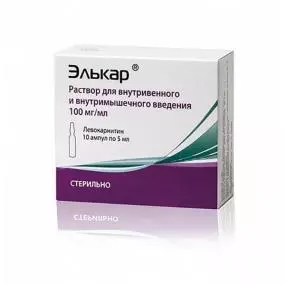 Элькар®
Раствор для внутривенного
и внутримышечного введения
100 мг/мл
Левокарнитин
10 ампул по 5 мл
СТЕРИЛЬНО